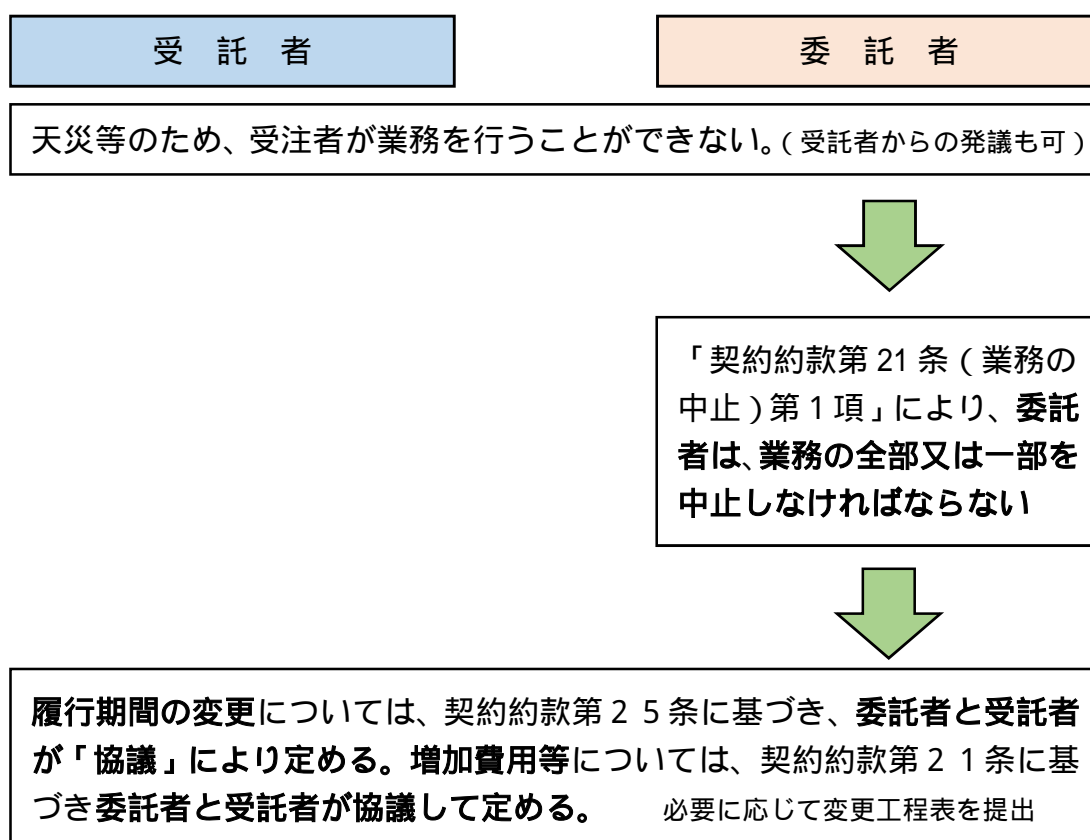 受 託 者
委 託 者
天災等のため、受注者が業務を行うことができない。（受託者からの発議も可）
「契約約款第 21 条（業務の
中止）第１項」により、委託
者は、業務の全部又は一部を
中止しなければならない
履行期間の変更については、契約約款第２５条に基づき、委託者と受託者
が「協議」により定める。増加費用等については、契約約款第２１条に基
づき委託者と受託者が協議して定める。 必要に応じて変更工程表を提出